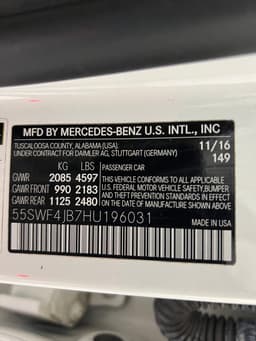 MFD BY MERCEDES-BENZ U.S. INTL., INC
TUSCALOOSA COUNTY, ALABAMA (USA) 11/16
UNDER CONTRACT FOR DAIMLER AG, STUTTGART (GERMANY) 149
KG LBS PASSENGER CAR
GVWR 2085 4597 THIS VEHICLE CONFORMS TO ALL APPLICABLE
GAWR FRONT 990 2183 U.S. FEDERAL MOTOR VEHICLE SAFETY, BUMPER,
GAWR REAR 1125 2480 AND THEFT PREVENTION STANDARDS IN EFFECT
ON THE DATE OF MANUFACTURE SHOWN ABOVE.
55SWF4JB7HU196031
MADE IN USA